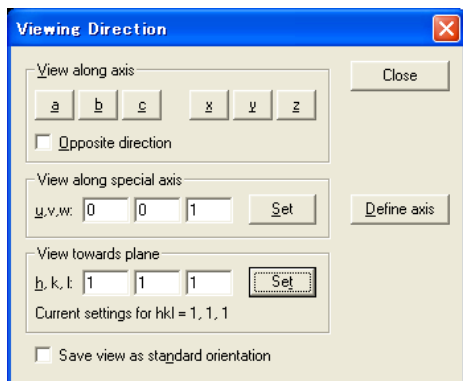 Viewing Direction
View along axis
a b c x y z
Close
Opposite direction
View along special axis
u,v,w: 0 0 1 Set
Define axis
View towards plane
h, k, l: 1 1 1 Set
Current settings for hkl = 1, 1, 1
Save view as standard orientation